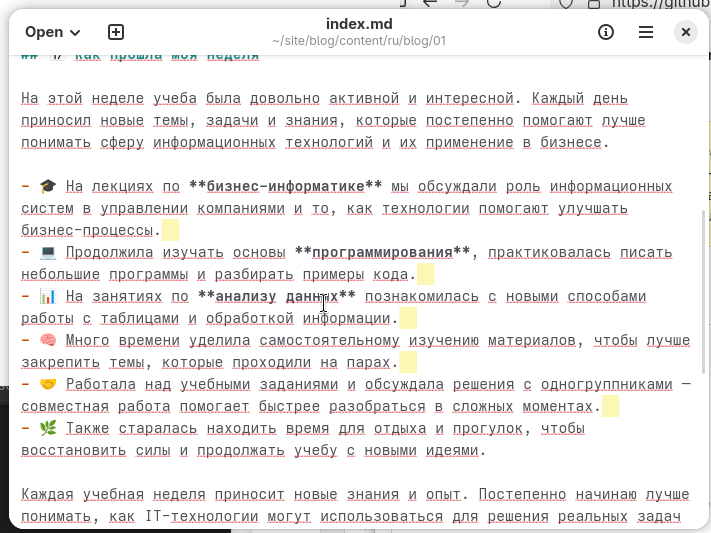 https://github
Open
index.md
~/site/blog/content/ru/blog/01
## 17 Как прошла моя неделя
На этой неделе учеба была довольно активной и интересной. Каждый день
приносил новые темы, задачи и знания, которые постепенно помогают лучше
понимать сферу информационных технологий и их применение в бизнесе.
- 🎓 На лекциях по **бизнес-информатике** мы обсуждали роль информационных
систем в управлении компаниями и то, как технологии помогают улучшать
бизнес-процессы.
- 💻 Продолжила изучать основы **программирования**, практиковалась писать
небольшие программы и разбирать примеры кода.
- 📊 На занятиях по **анализу данных** познакомилась с новыми способами
работы с таблицами и обработкой информации.
- 🧠 Много времени уделила самостоятельному изучению материалов, чтобы лучше
закрепить темы, которые проходили на парах.
- 🤝 Работала над учебными заданиями и обсуждала решения с одногруппниками —
совместная работа помогает быстрее разобраться в сложных моментах.
- 🌿 Также старалась находить время для отдыха и прогулок, чтобы
восстановить силы и продолжать учебу с новыми идеями.
Каждая учебная неделя приносит новые знания и опыт. Постепенно начинаю лучше
понимать, как IT-технологии могут использоваться для решения реальных задач